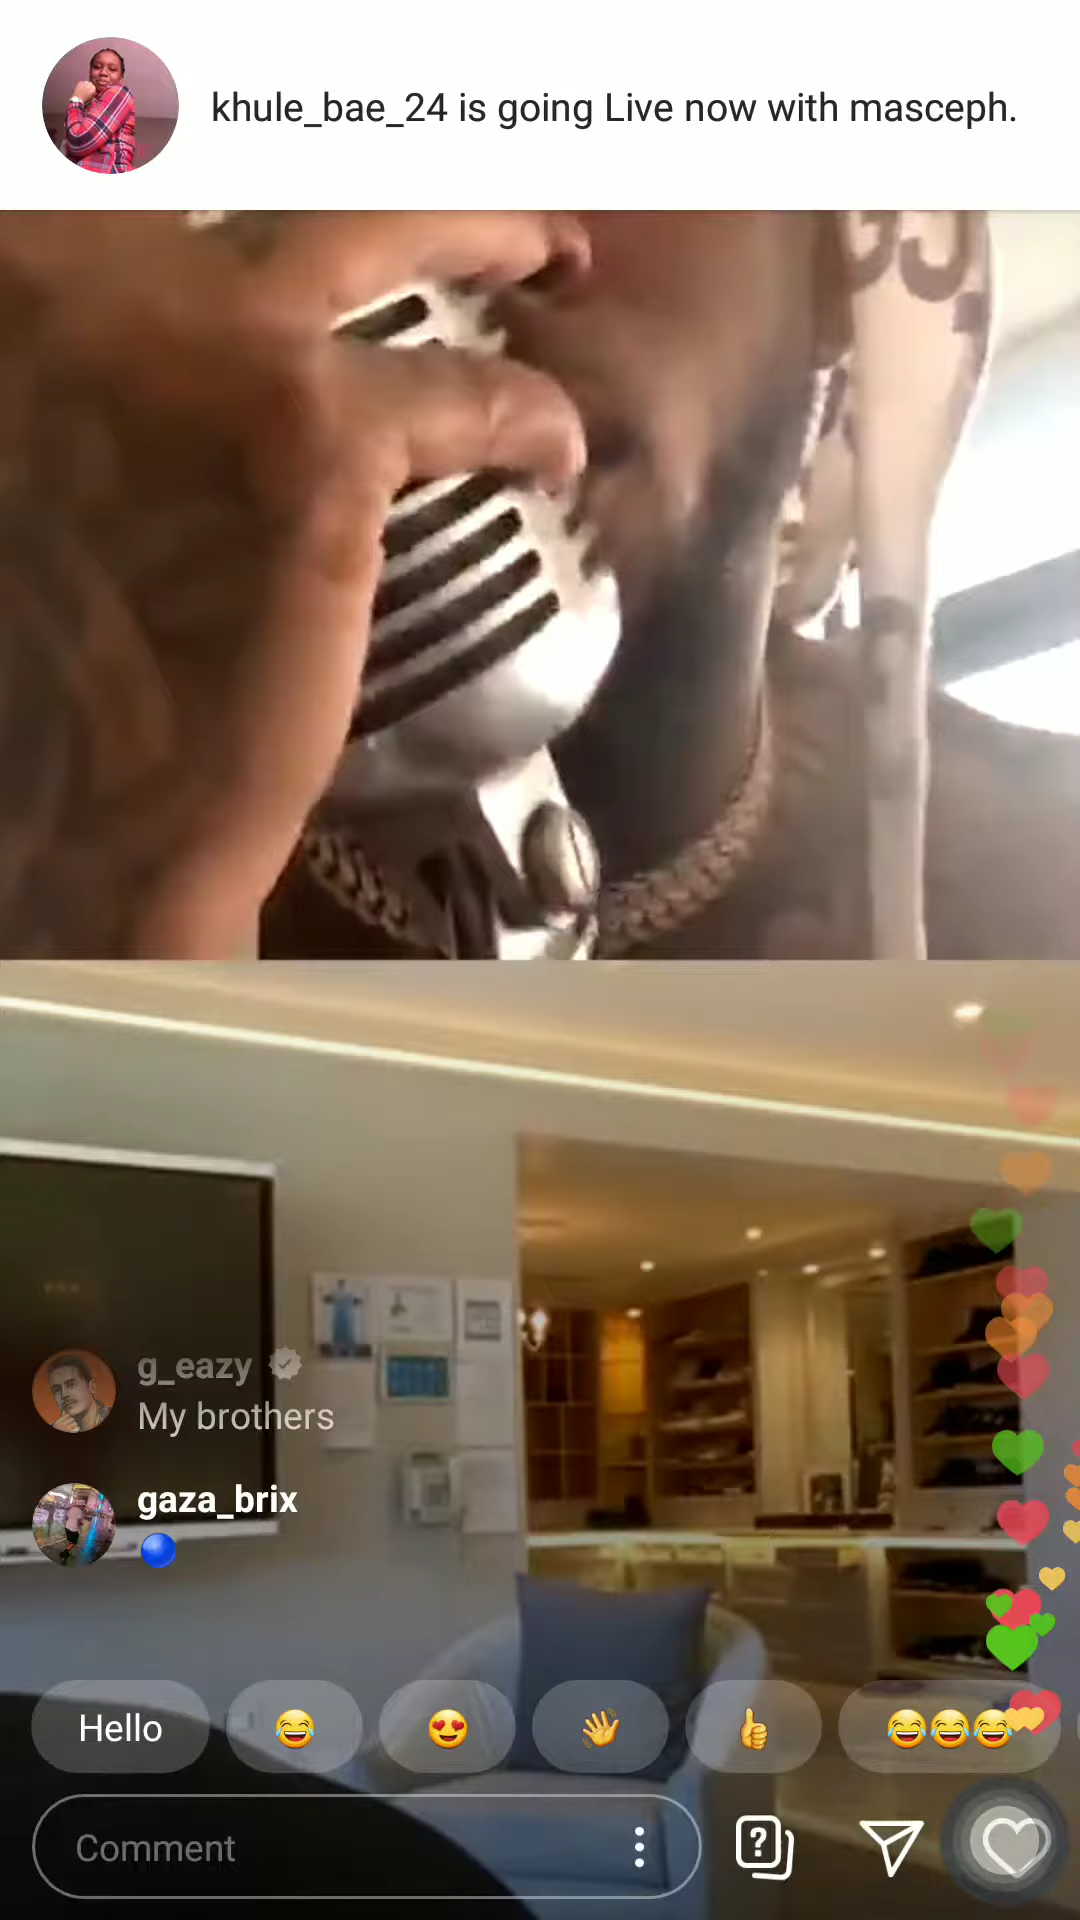 khule_bae_24 is going Live now with masceph.
g_eazy
My brothers
gaza_brix
Hello
Comment